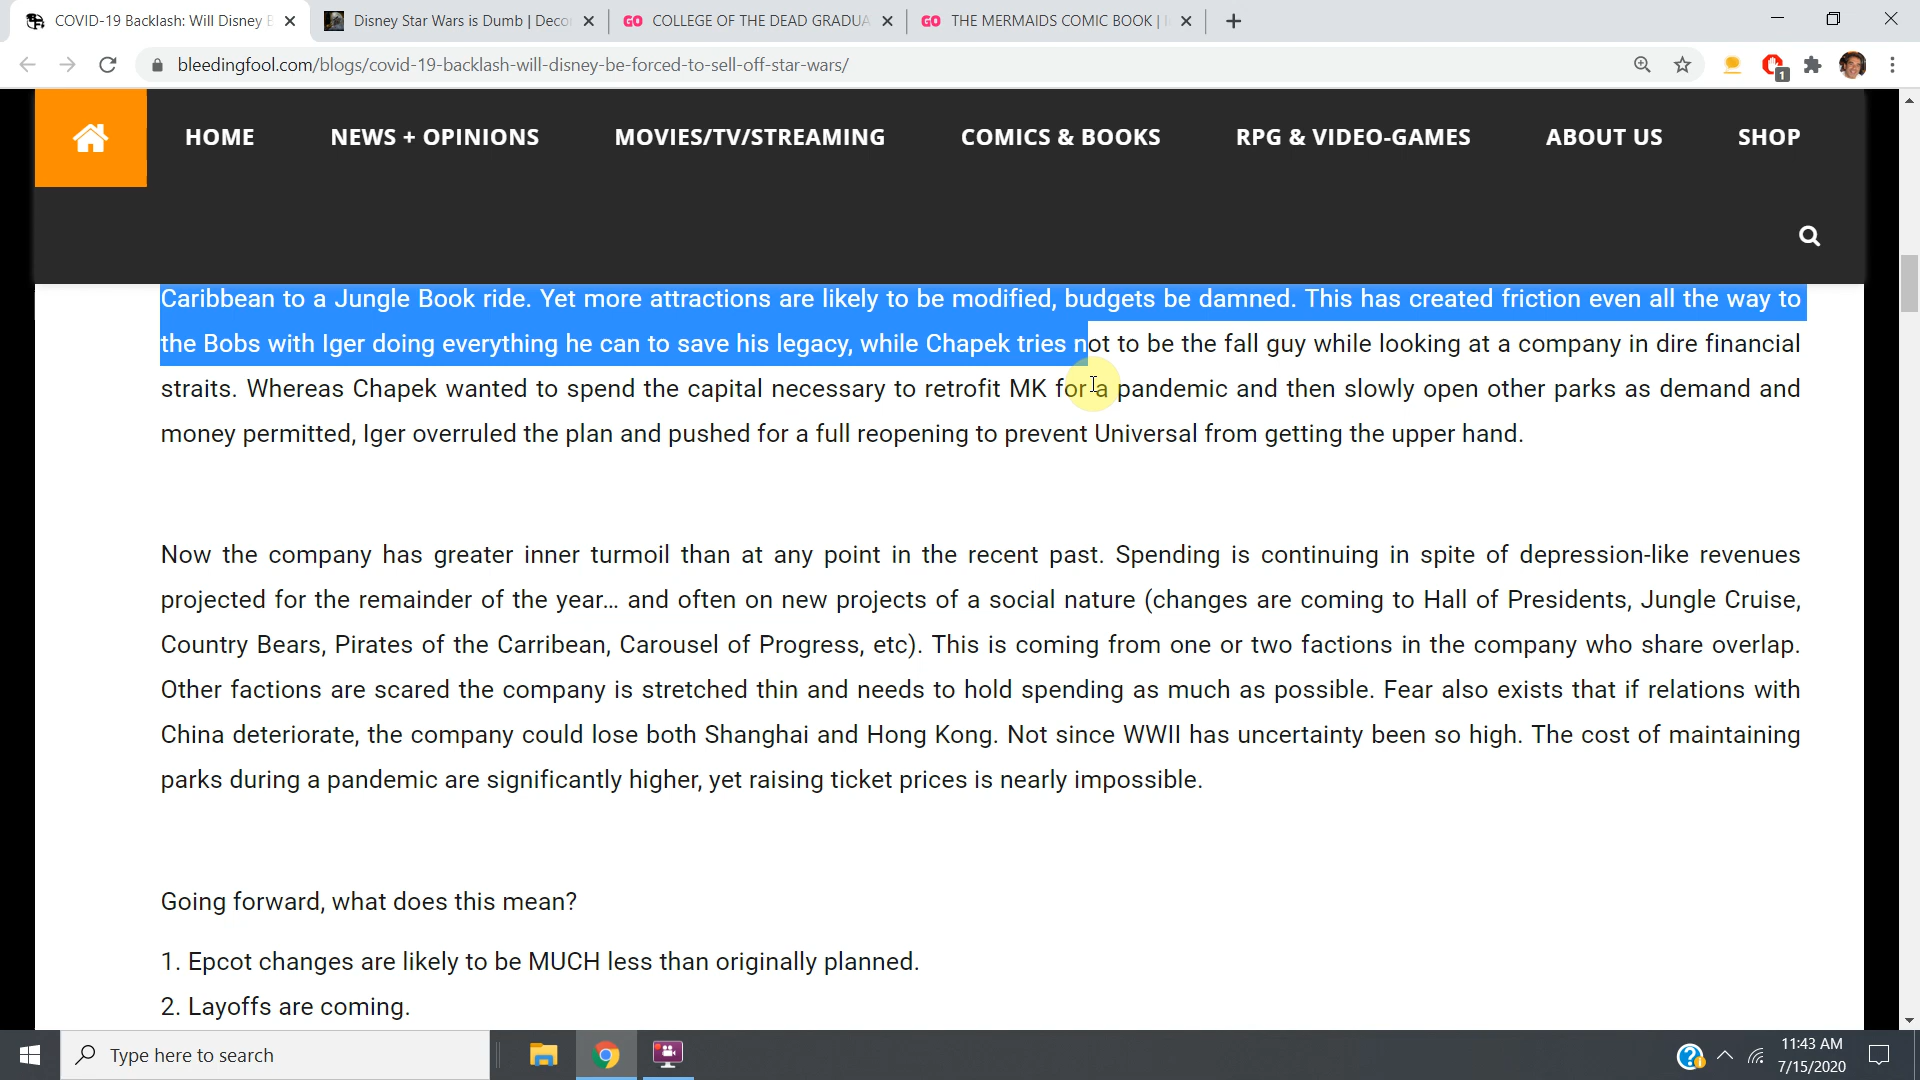 COVID-19 Backlash: Will Disney
Disney Star Wars is Dumb | Deco
GO COLLEGE OF THE DEAD GRADUA
GO THE MERMAIDS COMIC BOOK |
bleedingfool.com/blogs/covid-19-backlash-will-disney-be-forced-to-sell-off-star-wars/
1
HOME NEWS + OPINIONS MOVIES/TV/STREAMING COMICS & BOOKS RPG & VIDEO-GAMES ABOUT US SHOP
Caribbean to a Jungle Book ride. Yet more attractions are likely to be modified, budgets be damned. This has created friction even all the way to
the Bobs with Iger doing everything he can to save his legacy, while Chapek tries not to be the fall guy while looking at a company in dire financial
straits. Whereas Chapek wanted to spend the capital necessary to retrofit MK for a pandemic and then slowly open other parks as demand and
money permitted, Iger overruled the plan and pushed for a full reopening to prevent Universal from getting the upper hand.
Now the company has greater inner turmoil than at any point in the recent past. Spending is continuing in spite of depression-like revenues
projected for the remainder of the year... and often on new projects of a social nature (changes are coming to Hall of Presidents, Jungle Cruise,
Country Bears, Pirates of the Carribean, Carousel of Progress, etc). This is coming from one or two factions in the company who share overlap.
Other factions are scared the company is stretched thin and needs to hold spending as much as possible. Fear also exists that if relations with
China deteriorate, the company could lose both Shanghai and Hong Kong. Not since WWII has uncertainty been so high. The cost of maintaining
parks during a pandemic are significantly higher, yet raising ticket prices is nearly impossible.
Going forward, what does this mean?
1. Epcot changes are likely to be MUCH less than originally planned.
2. Layoffs are coming.
Type here to search
11:43 AM
7/15/2020